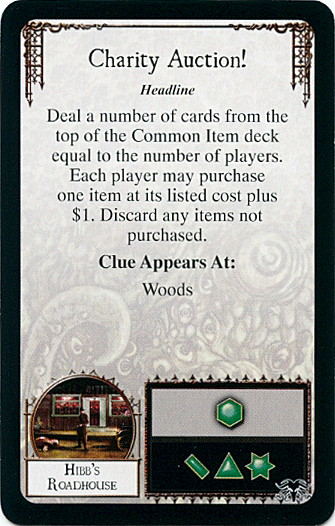 Charity Auction!
Headline
Deal a number of cards from the
top of the Common Item deck
equal to the number of players.
Each player may purchase
one item at its listed cost plus
$1. Discard any items not
purchased.
Clue Appears At:
Woods
Hibb's
Roadhouse